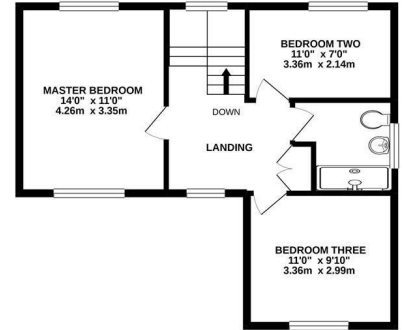 MASTER BEDROOM
14'0" x 11'0"
4.26m x 3.35m
BEDROOM TWO
11'0" x 7'0"
3.36m x 2.14m
DOWN
LANDING
BEDROOM THREE
11'0" x 9'10"
3.36m x 2.99m